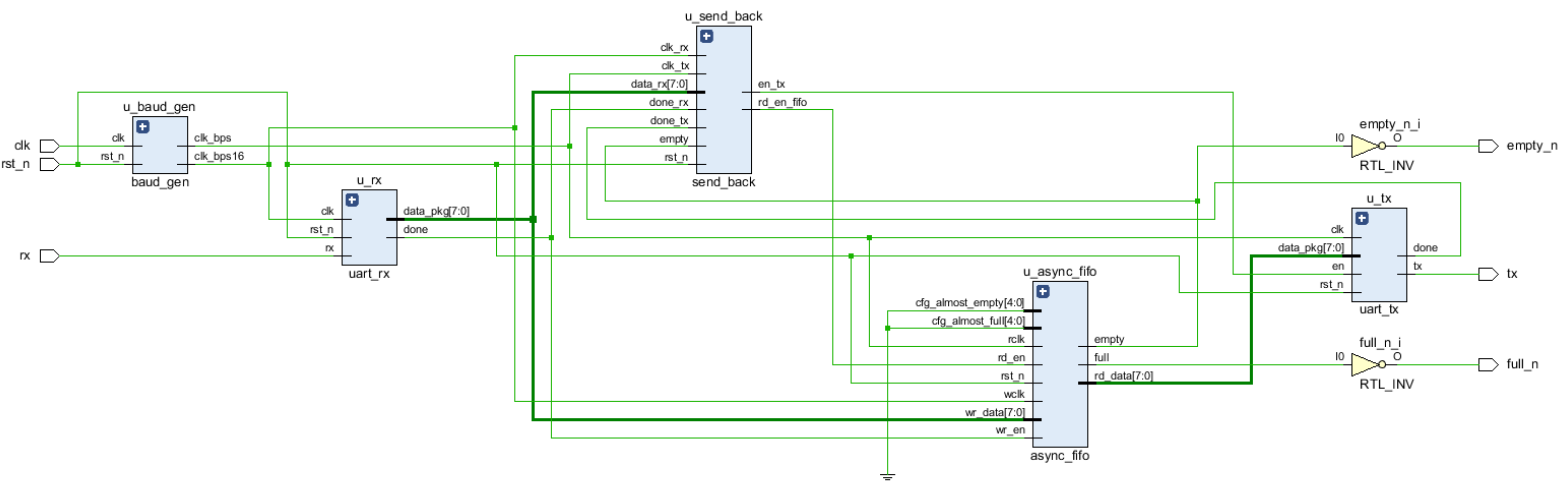 u_send_back
clk_rx
clk_tx
data_rx[7:0]
done_rx
done_tx
empty
rst_n
en_tx
rd_en_fifo
send_back
u_baud_gen
clk
rst_n
clk
rst_n
clk_bps
clk_bps16
baud_gen
u_rx
clk
rst_n
rx
rx
data_pkg[7:0]
done
uart_rx
empty_n_i
I0
O
RTL_INV
empty_n
u_tx
clk
data_pkg[7:0]
en
rst_n
done
tx
tx
uart_tx
u_async_fifo
cfg_almost_empty[4:0]
cfg_almost_full[4:0]
rclk
rd_en
rst_n
wclk
wr_data[7:0]
wr_en
empty
full
rd_data[7:0]
async_fifo
full_n_i
I0
O
RTL_INV
full_n